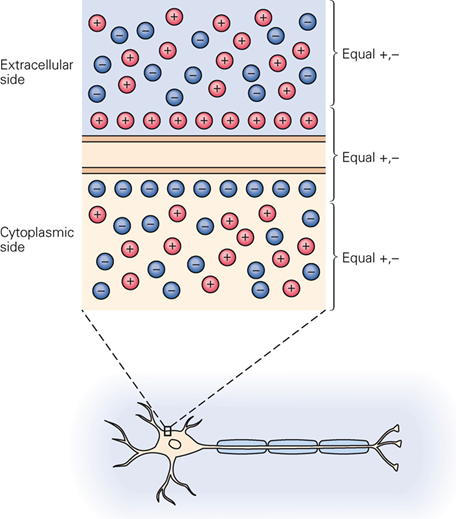 Extracellular
side
Equal +,–
Equal +,–
Cytoplasmic
side
Equal +,–